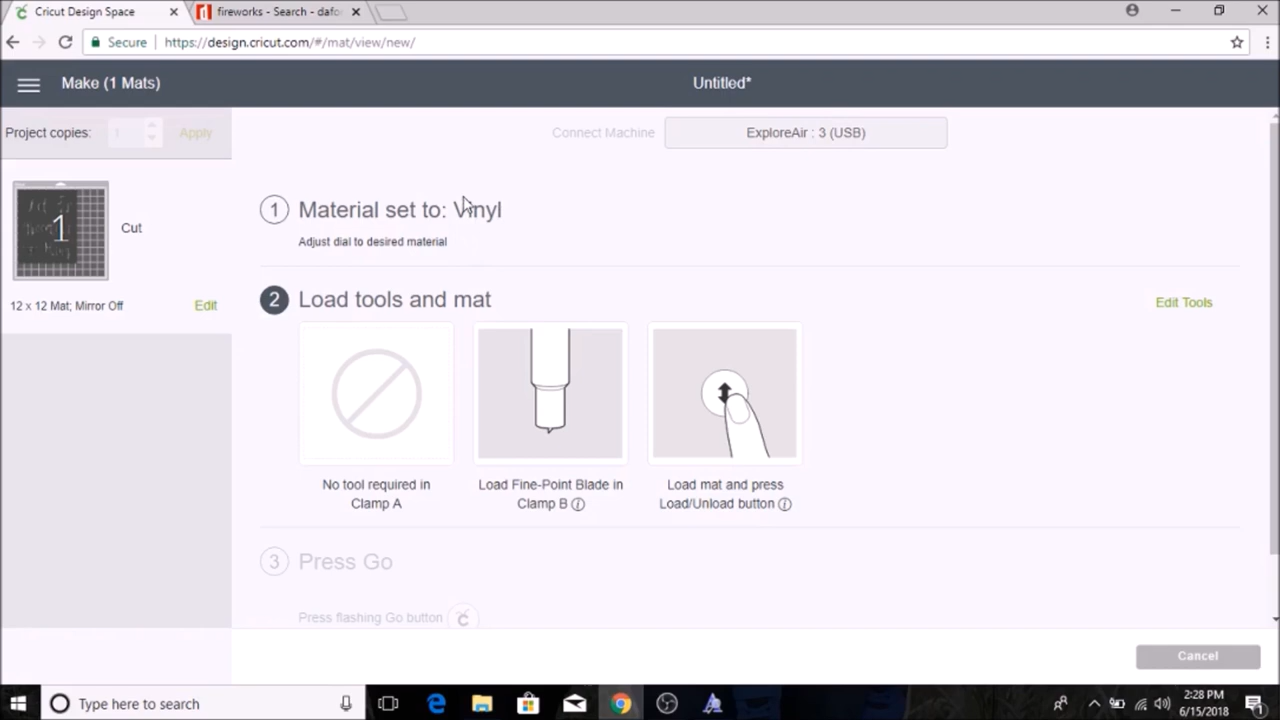 Cricut Design Space
fireworks - Search - dafo
Secure
https://design.cricut.com/#/mat/view/new/
Make (1 Mats)
Untitled*
Project copies:
1
Apply
Connect Machine
ExploreAir : 3 (USB)
1
Cut
12 x 12 Mat; Mirror Off
Edit
1
Material set to: Vinyl
Adjust dial to desired material
2
Load tools and mat
Edit Tools
No tool required in
Clamp A
Load Fine-Point Blade in
Clamp B
Load mat and press
Load/Unload button
3
Press Go
Press flashing Go button
Cancel
Type here to search
2:28 PM
6/15/2018
1